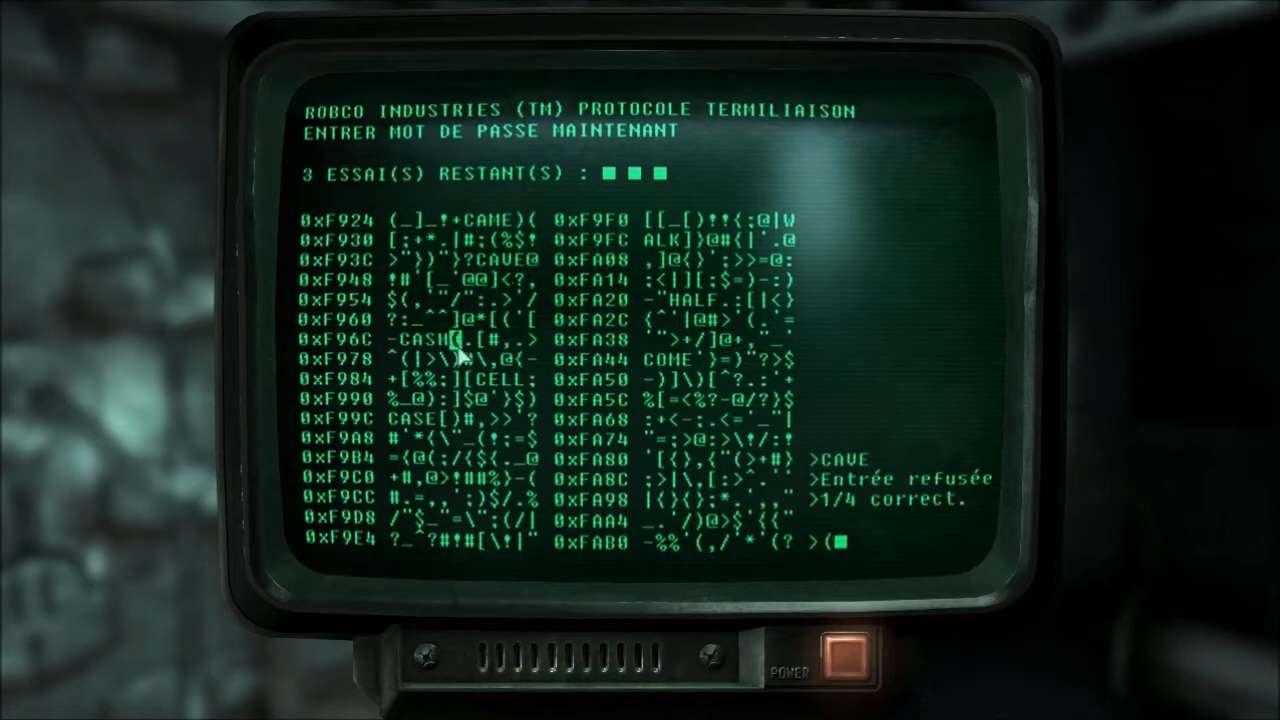 ROBCO INDUSTRIES (TM) PROTOCOLE TERMILIAISON
ENTRER MOT DE PASSE MAINTENANT
3 ESSAI(S) RESTANT(S) : ■ ■ ■
0xF924 (_]_!+CAME)( 0xF9F0 [[_[)!!{;@|W
0xF930 [;+*.|#:(%$! 0xF9FC ALK]}@#{|'.@
0xF93C >"})"}?CAVE@ 0xFA08 ,]@{}';>>=@:
0xF948 !#'[_'@@]<?, 0xFA14 :<|][;$=)-:)
0xF954 $(,'"/":.>'/ 0xFA20 -"HALF.:[|<}
0xF960 ?:_^^]@*[('[ 0xFA2C {^'|@#>'(.'=
0xF96C -CASH(.[#,.> 0xFA38 '">+/]@+,"_'
0xF978 ^(|>\)#\,@{- 0xFA44 COME'}=)"?>$
0xF984 +[%%:][CELL; 0xFA50 -)]\)[^?.:'+
0xF990 %_@):]$@'}$) 0xFA5C %[=<%?-@/?}$
0xF99C CASE[)#,>>'? 0xFA68 :+<-;.<='_"|
0xF9A8 #'*{\"_(!;=$ 0xFA74 "=;>@:>\!/:!
0xF9B4 ={@(;/{${._@ 0xFA80 '[{},{"(>+#} >CAVE
0xF9C0 +#,@>!##%}-( 0xFA8C :>|\,[:>^.'' >Entrée refusée
0xF9CC #.=.,':)$/.% 0xFA98 |{}{}:*.',," >1/4 correct.
0xF9D8 /"$_"=\";(/| 0xFAA4 _.'/)@>$'{{"
0xF9E4 ?_^?#!#[\!|" 0xFAB0 -%%'(,/'*'(? >(■
POWER